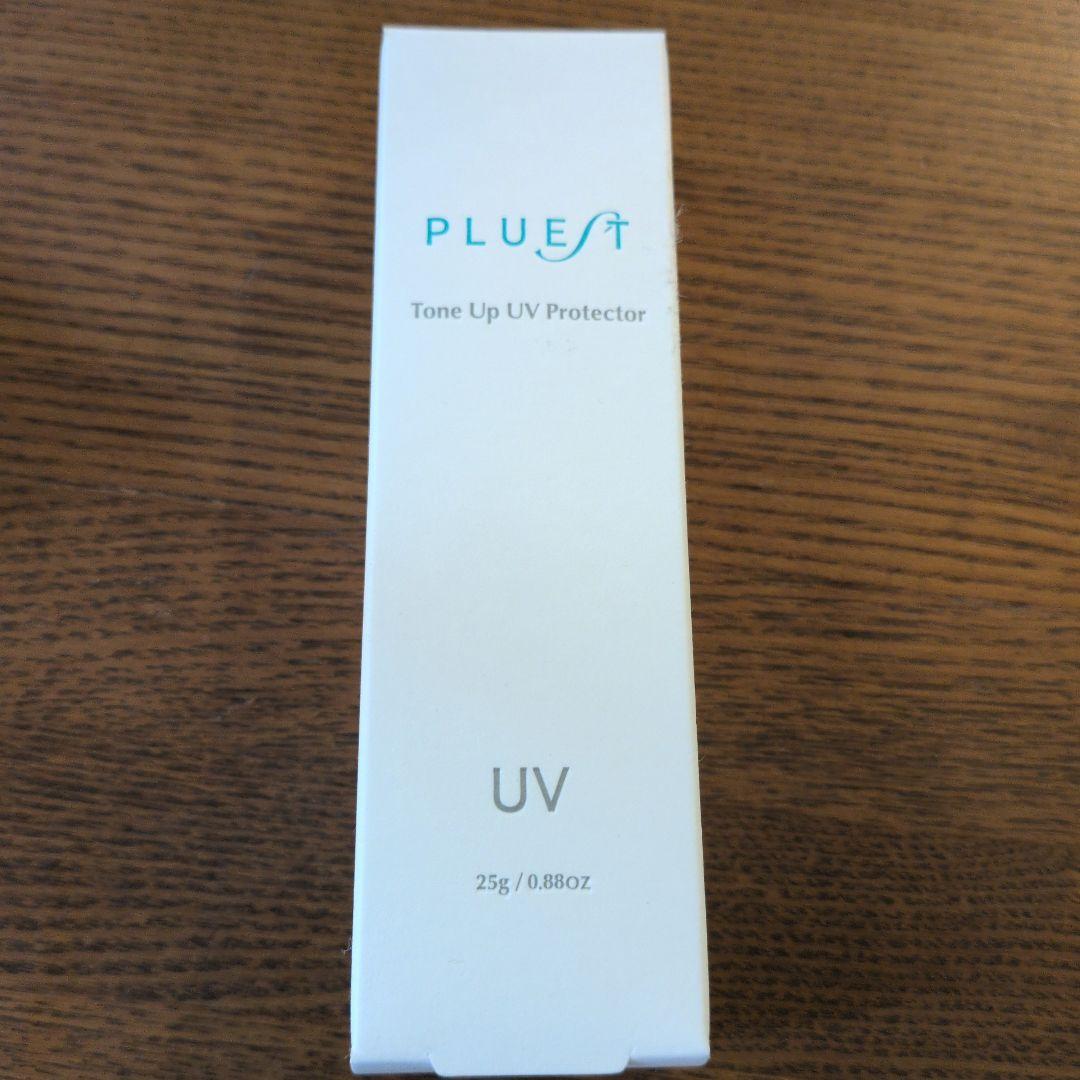 PLUEST
Tone Up UV Protector
UV
25g / 0.88OZ